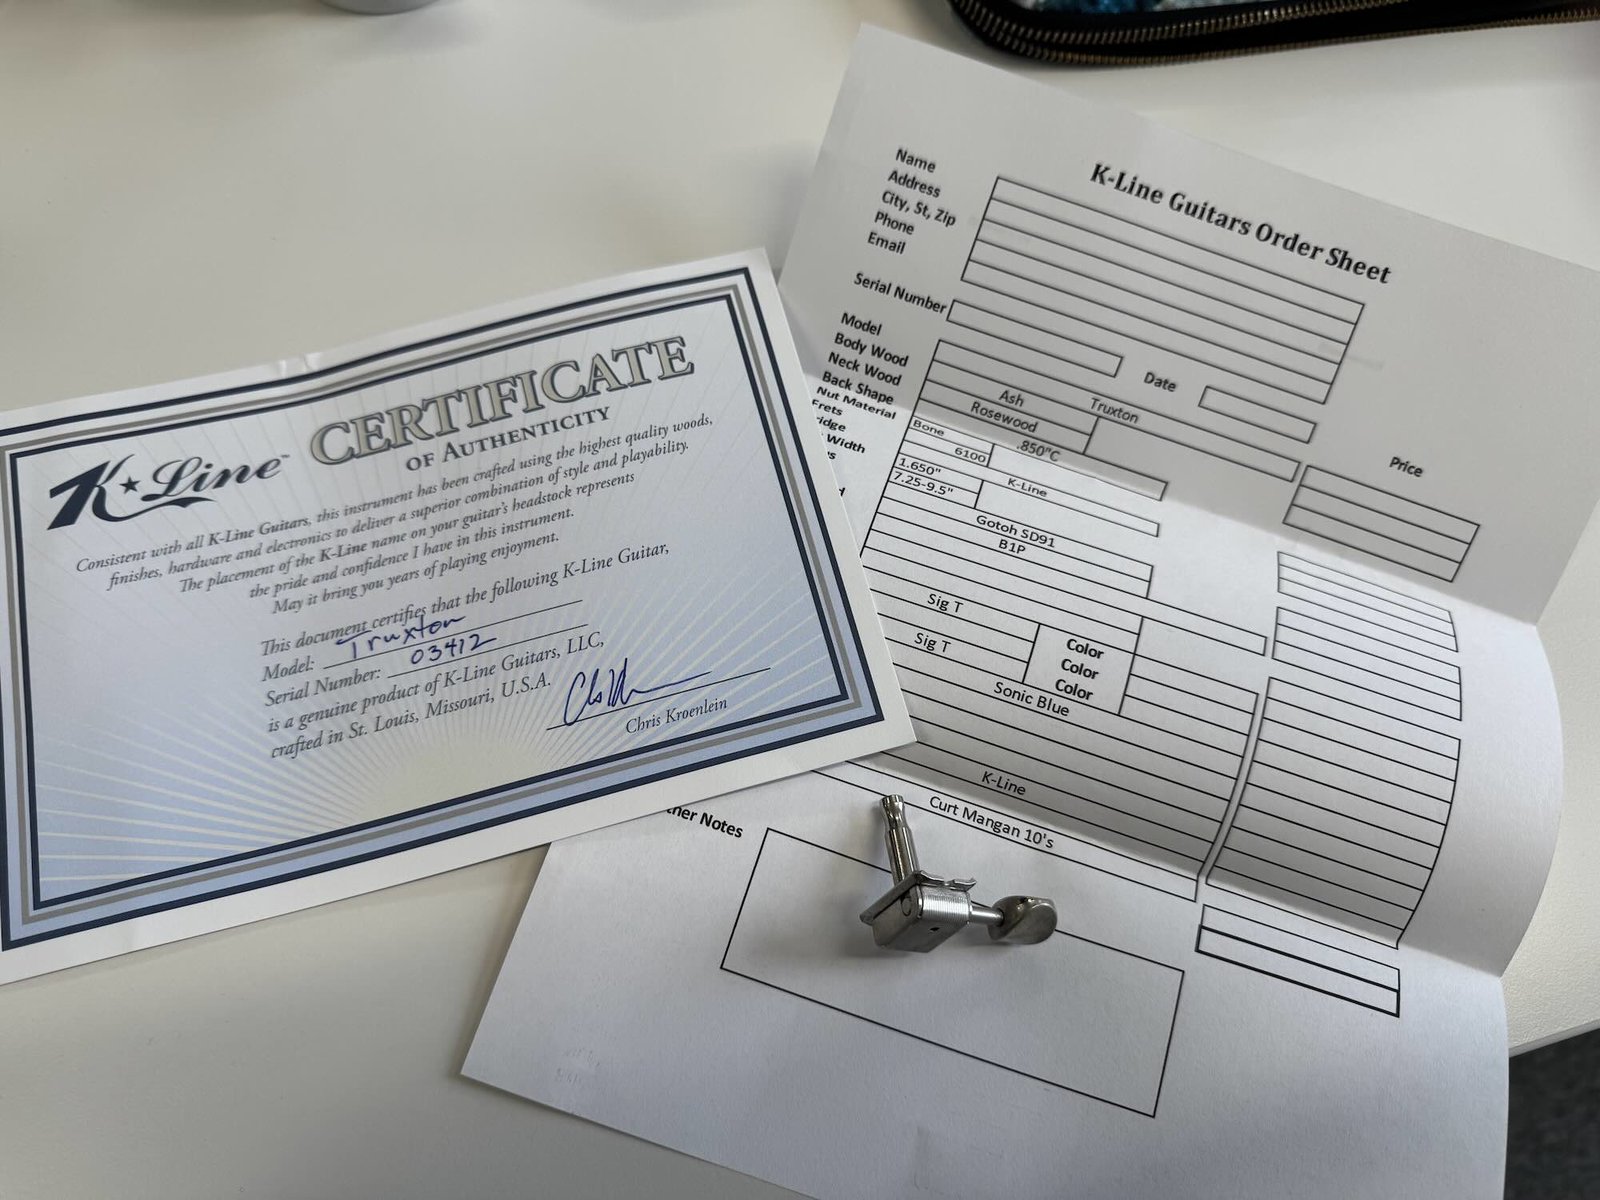 K★Line™
CERTIFICATE
OF AUTHENTICITY
Consistent with all K-Line Guitars, this instrument has been crafted using the highest quality woods,
finishes, hardware and electronics to deliver a superior combination of style and playability.
The placement of the K-Line name on your guitar's headstock represents
the pride and confidence I have in this instrument.
May it bring you years of playing enjoyment.
This document certifies that the following K-Line Guitar,
Model: Truxton
Serial Number: 03412
is a genuine product of K-Line Guitars, LLC,
crafted in St. Louis, Missouri, U.S.A.
Chris Kroenlein
K-Line Guitars Order Sheet
Name
Address
City, St, Zip
Phone
Email
Serial Number
Date
Model
Truxton
Price
Body Wood
Ash
Neck Wood
Rosewood
Back Shape
.850"C
Nut Material
Bone
Frets
6100
ridge
K-Line
Width
1.650"
7.25-9.5"
Gotoh SD91
B1P
Sig T
Color
Sig T
Color
Color
Sonic Blue
K-Line
Curt Mangan 10's
her Notes